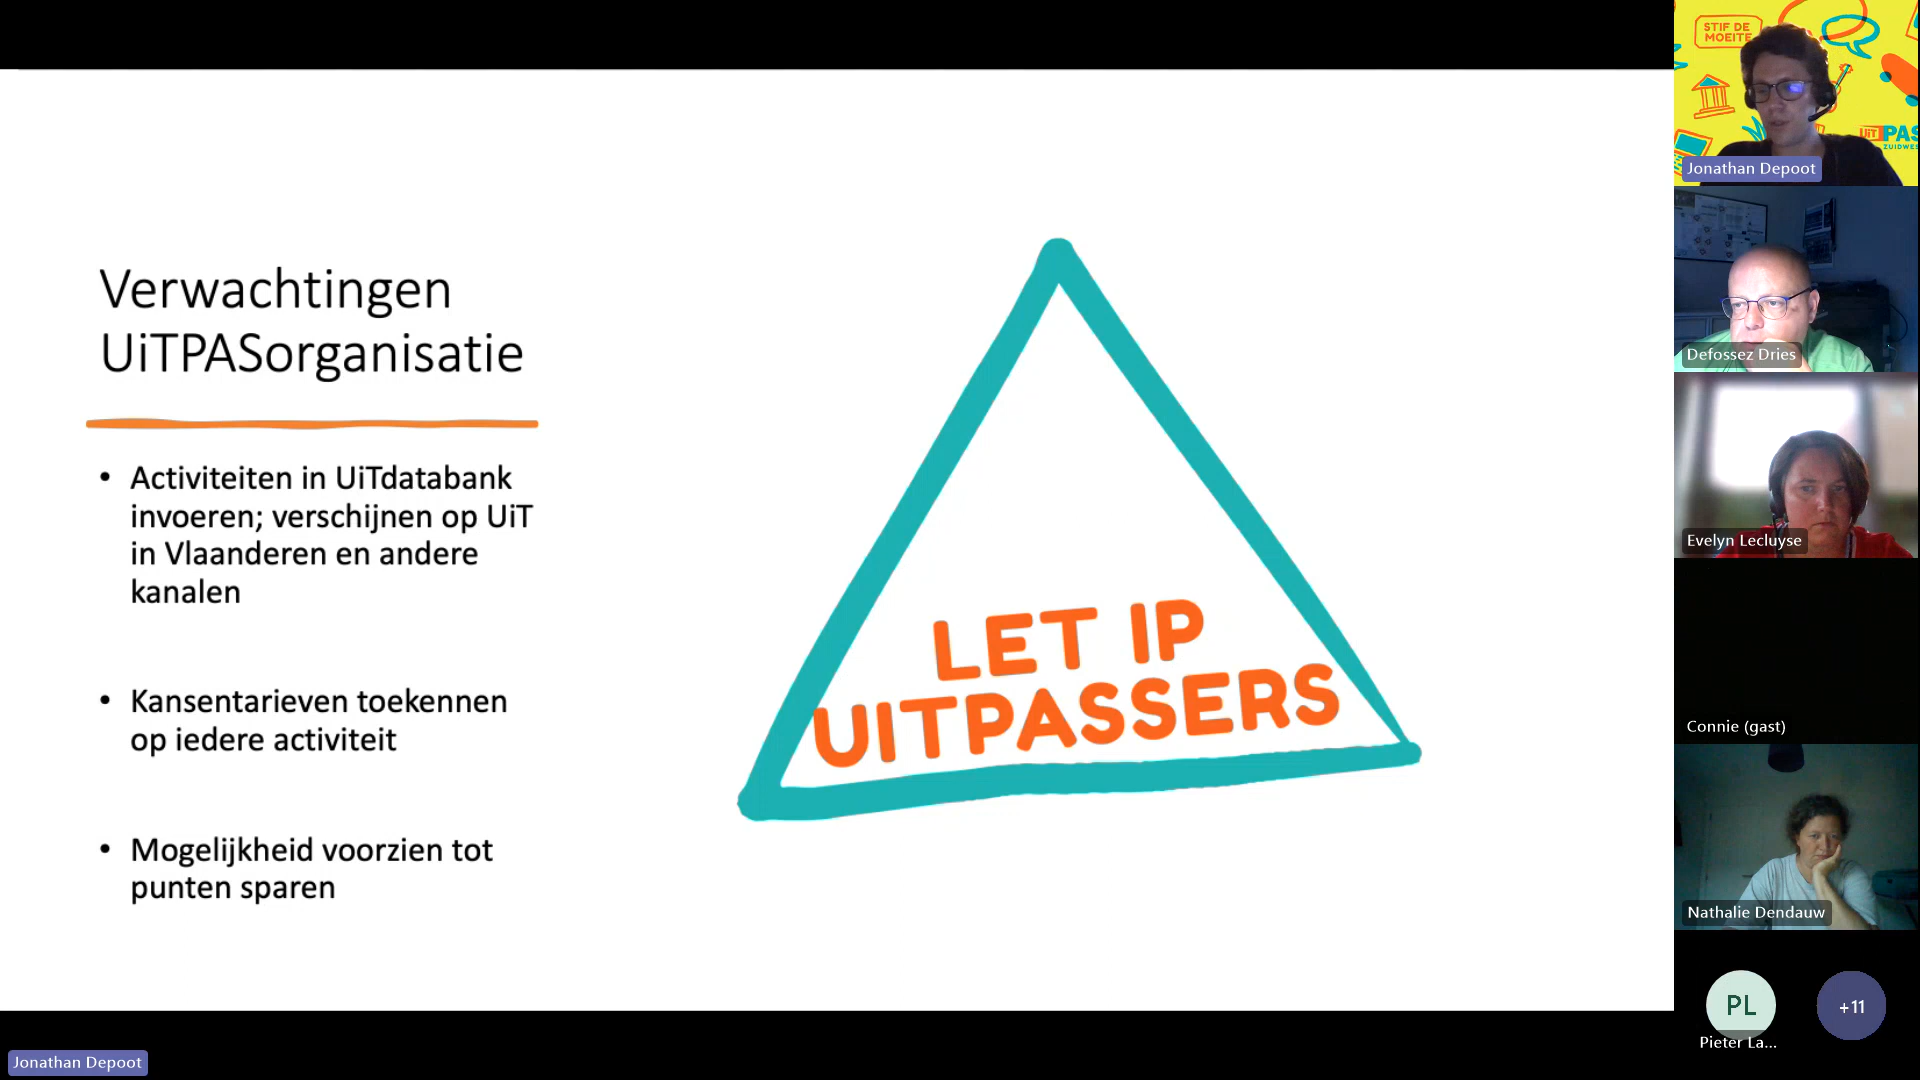 Verwachtingen
UiTPASorganisatie
• Activiteiten in UiTdatabank
invoeren; verschijnen op UiT
in Vlaanderen en andere
kanalen
• Kansentarieven toekennen
op iedere activiteit
• Mogelijkheid voorzien tot
punten sparen
LET IP
UITPASSERS
STIF DE
MOEITE
UiTPAS
ZUIDWES
Jonathan Depoot
Defossez Dries
Evelyn Lecluyse
Connie (gast)
Nathalie Dendauw
PL
+11
Pieter La...
Jonathan Depoot